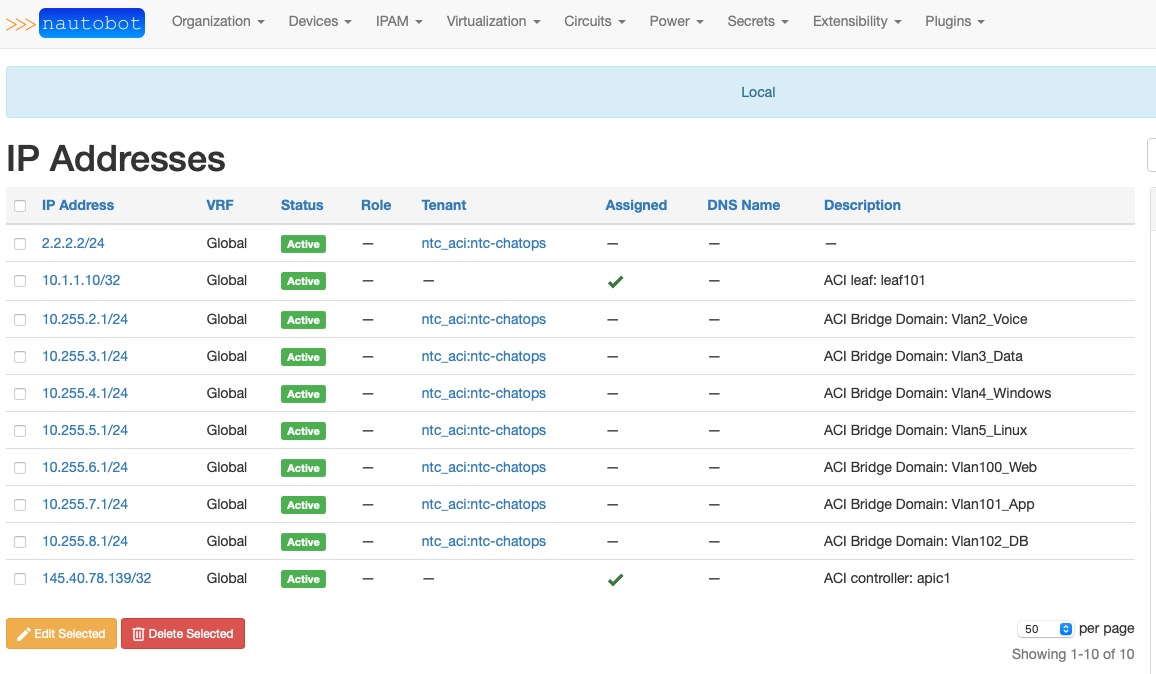 >>> nautobot Organization Devices IPAM Virtualization Circuits Power Secrets Extensibility Plugins
Local
IP Addresses
IP Address VRF Status Role Tenant Assigned DNS Name Description
2.2.2.2/24 Global Active — ntc_aci:ntc-chatops — — —
10.1.1.10/32 Global Active — — — ACI leaf: leaf101
10.255.2.1/24 Global Active — ntc_aci:ntc-chatops — — ACI Bridge Domain: Vlan2_Voice
10.255.3.1/24 Global Active — ntc_aci:ntc-chatops — — ACI Bridge Domain: Vlan3_Data
10.255.4.1/24 Global Active — ntc_aci:ntc-chatops — — ACI Bridge Domain: Vlan4_Windows
10.255.5.1/24 Global Active — ntc_aci:ntc-chatops — — ACI Bridge Domain: Vlan5_Linux
10.255.6.1/24 Global Active — ntc_aci:ntc-chatops — — ACI Bridge Domain: Vlan100_Web
10.255.7.1/24 Global Active — ntc_aci:ntc-chatops — — ACI Bridge Domain: Vlan101_App
10.255.8.1/24 Global Active — ntc_aci:ntc-chatops — — ACI Bridge Domain: Vlan102_DB
145.40.78.139/32 Global Active — — — ACI controller: apic1
Edit Selected Delete Selected 50 per page
Showing 1-10 of 10